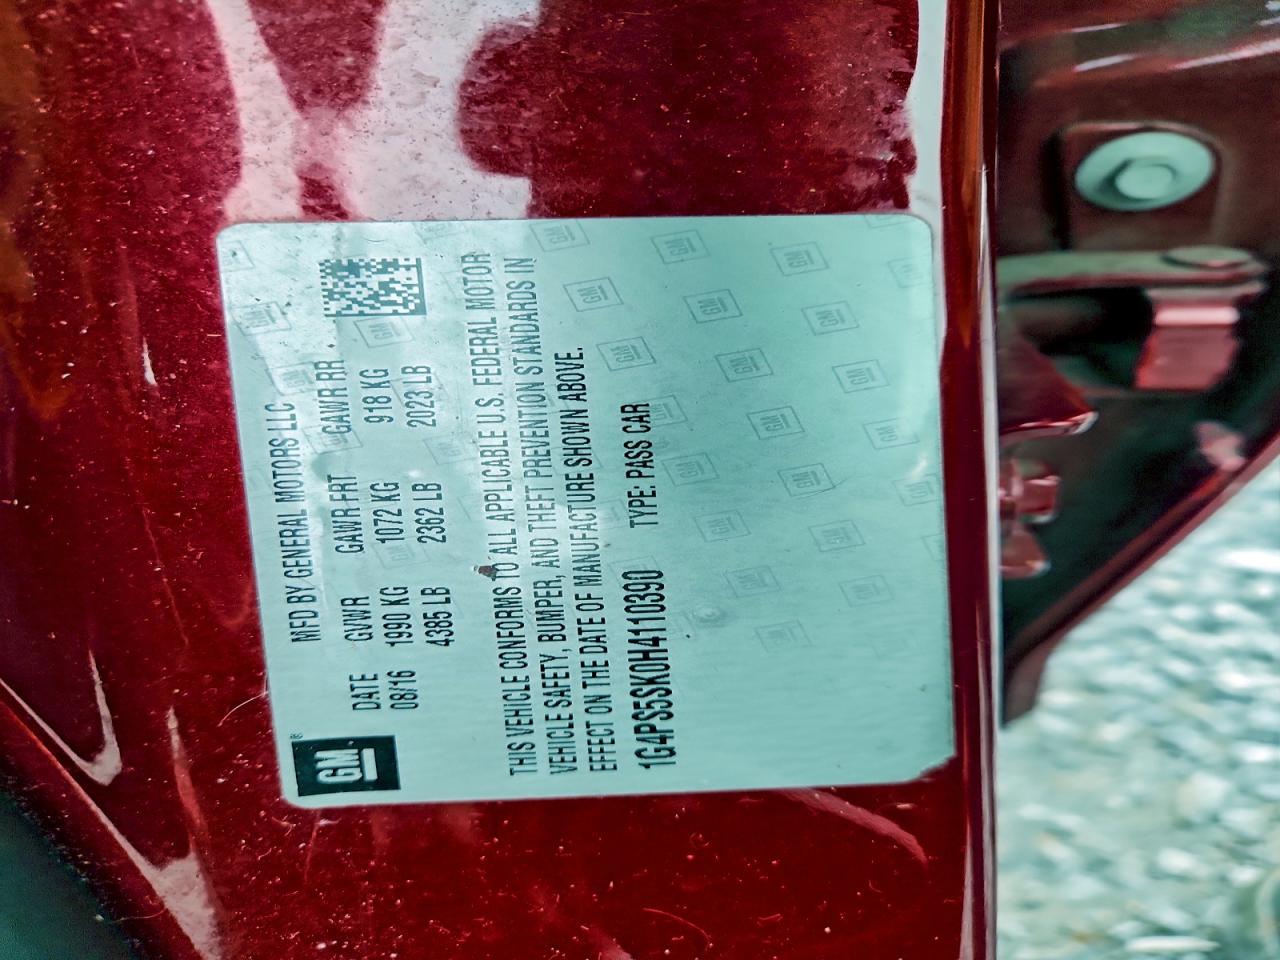 GM®
MFD BY GENERAL MOTORS LLC
DATE GVWR GAWR FRT GAWR RR
08/16 1990 KG 1072 KG 918 KG
4385 LB 2362 LB 2023 LB
THIS VEHICLE CONFORMS TO ALL APPLICABLE U.S. FEDERAL MOTOR
VEHICLE SAFETY, BUMPER, AND THEFT PREVENTION STANDARDS IN
EFFECT ON THE DATE OF MANUFACTURE SHOWN ABOVE.
1G4PS5SK0H4110390 TYPE: PASS CAR